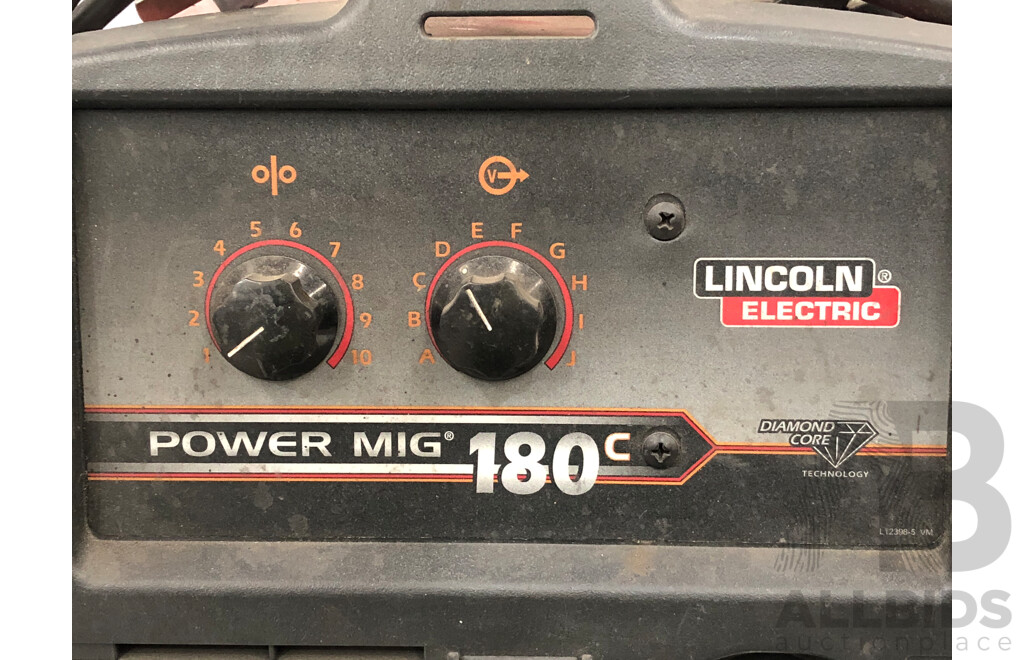 1 2 3 4 5 6 7 8 9 10
V
A B C D E F G H I J
LINCOLN ®
ELECTRIC
POWER MIG® 180 C
DIAMOND
CORE
TECHNOLOGY
L12398-5 VM
B
ALLBIDS
auctionplace